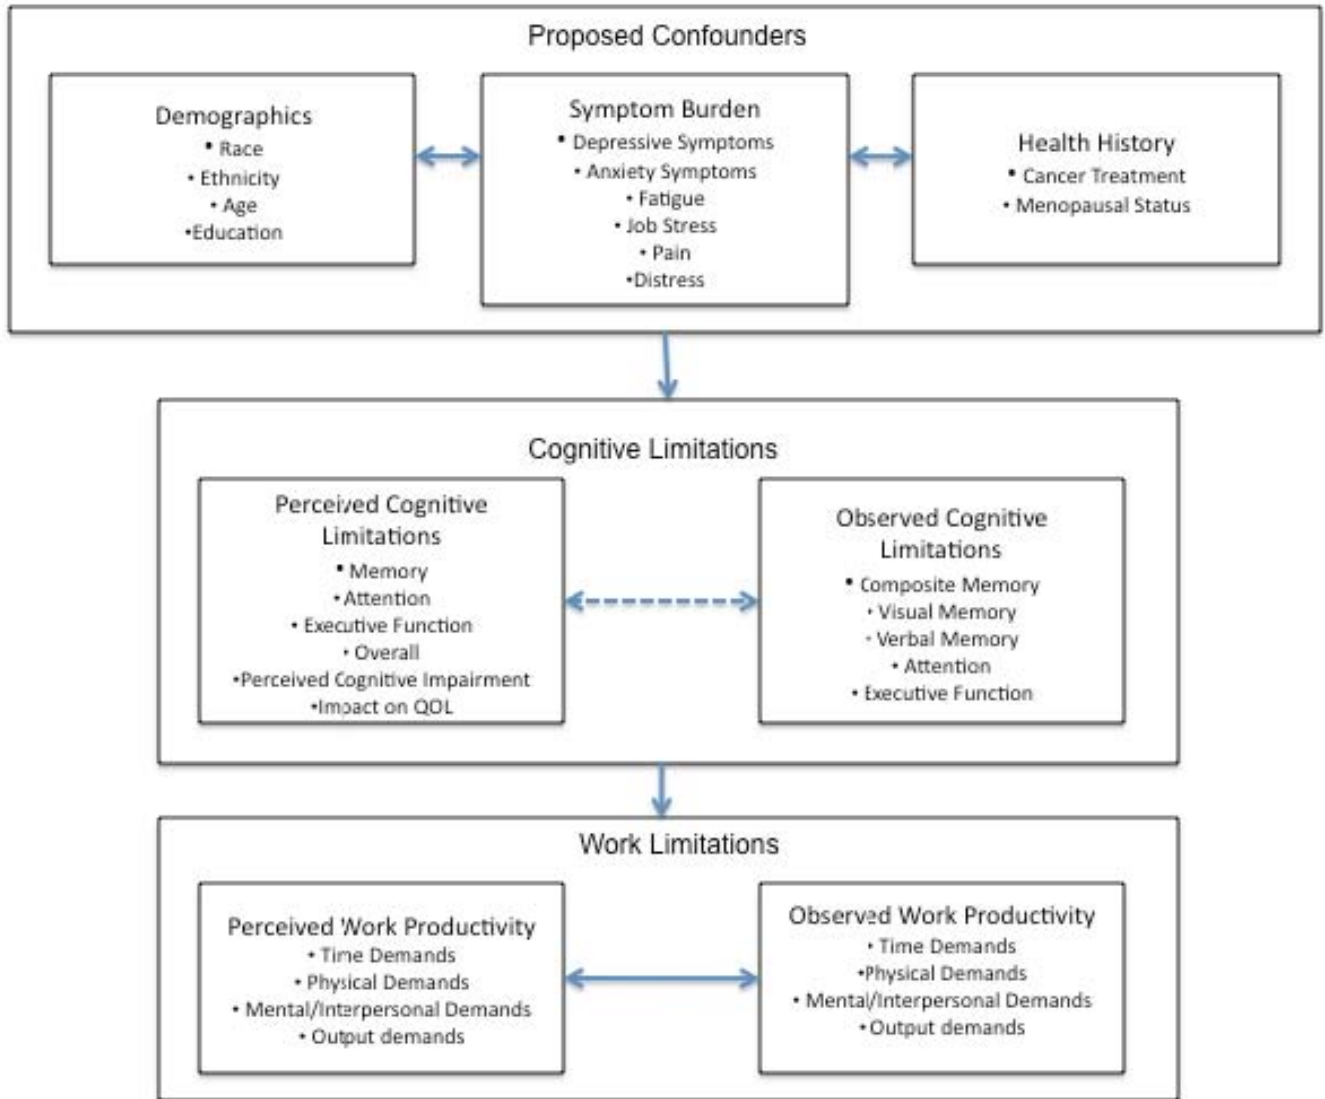 Proposed Confounders
Demographics
• Race
• Ethnicity
• Age
•Education
Symptom Burden
• Depressive Symptoms
• Anxiety Symptoms
• Fatigue
• Job Stress
• Pain
•Distress
Health History
• Cancer Treatment
• Menopausal Status
Cognitive Limitations
Perceived Cognitive
Limitations
• Memory
• Attention
• Executive Function
• Overall
•Perceived Cognitive Impairment
•Impact on QOL
Observed Cognitive
Limitations
• Composite Memory
• Visual Memory
• Verbal Memory
• Attention
• Executive Function
Work Limitations
Perceived Work Productivity
• Time Demands
• Physical Demands
• Mental/Interpersonal Demands
• Output demands
Observed Work Productivity
• Time Demands
•Physical Demands
• Mental/Interpersonal Demands
• Output demands